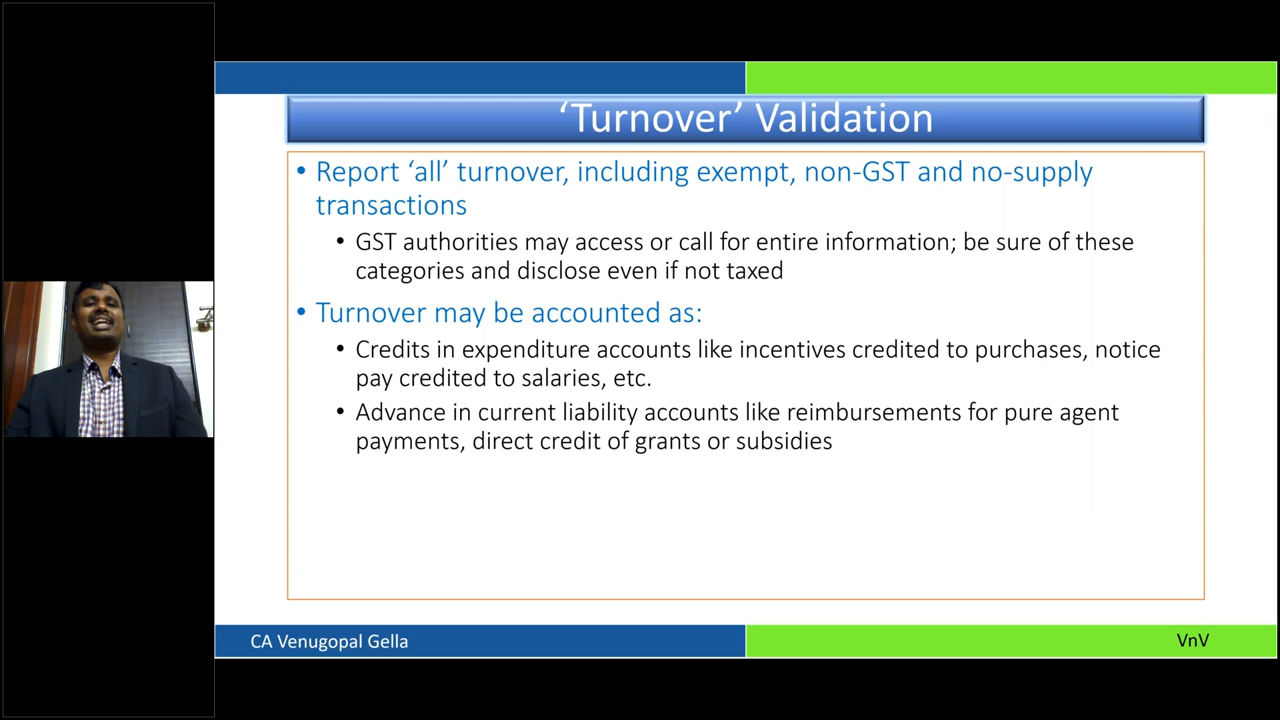 ‘Turnover’ Validation
• Report ‘all’ turnover, including exempt, non-GST and no-supply
transactions
• GST authorities may access or call for entire information; be sure of these
categories and disclose even if not taxed
• Turnover may be accounted as:
• Credits in expenditure accounts like incentives credited to purchases, notice
pay credited to salaries, etc.
• Advance in current liability accounts like reimbursements for pure agent
payments, direct credit of grants or subsidies
CA Venugopal Gella
VnV